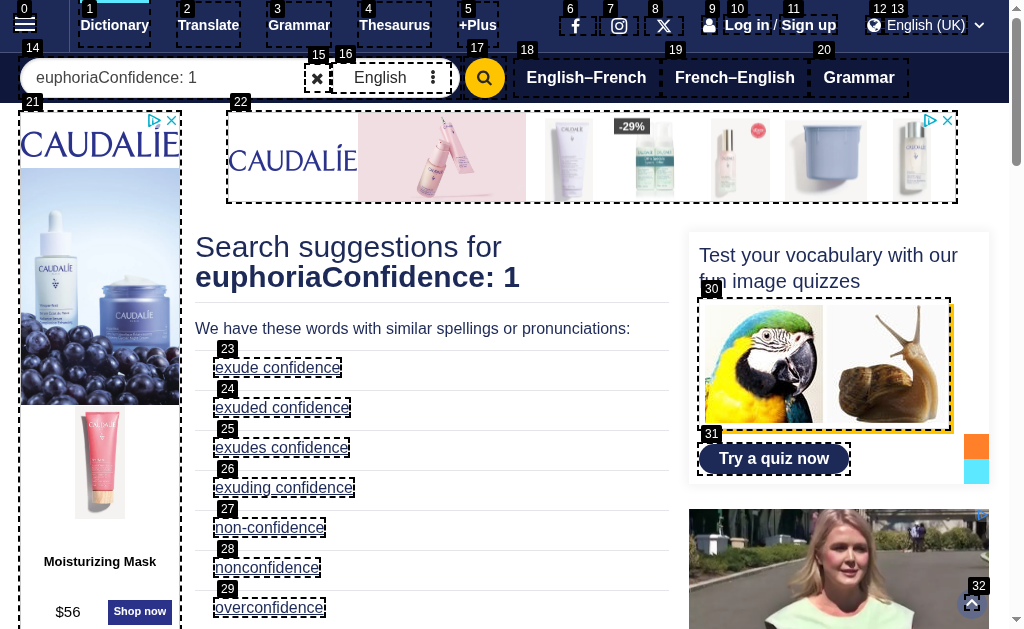 0 1 2 3 4 5 6 7 8 9 10 11 12 13
Dictionary Translate Grammar Thesaurus +Plus Log in / Sign up English (UK)
14 15 16 17 18 19 20
euphoriaConfidence: 1 English English–French French–English Grammar
21 22
CAUDALÍE
CAUDALÍE
-29%
CAUDALÍE
CAUDALÍE
Search suggestions for
euphoriaConfidence: 1
We have these words with similar spellings or pronunciations:
23
exude confidence
24
exuded confidence
25
exudes confidence
26
exuding confidence
27
non-confidence
28
nonconfidence
29
overconfidence
Moisturizing Mask
$56 Shop now
Test your vocabulary with our
fun image quizzes
30
31
Try a quiz now
32